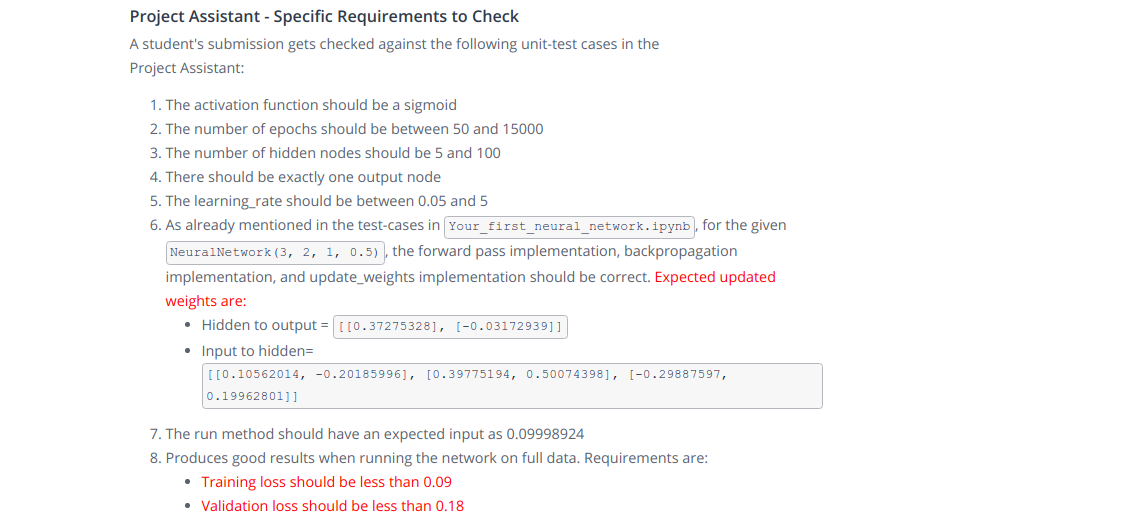 Project Assistant - Specific Requirements to Check
A student's submission gets checked against the following unit-test cases in the
Project Assistant:
1. The activation function should be a sigmoid
2. The number of epochs should be between 50 and 15000
3. The number of hidden nodes should be 5 and 100
4. There should be exactly one output node
5. The learning_rate should be between 0.05 and 5
6. As already mentioned in the test-cases in Your_first_neural_network.ipynb, for the given
NeuralNetwork(3, 2, 1, 0.5), the forward pass implementation, backpropagation
implementation, and update_weights implementation should be correct. Expected updated
weights are:
• Hidden to output = [[0.37275328], [-0.03172939]]
• Input to hidden=
[[0.10562014, -0.20185996], [0.39775194, 0.50074398], [-0.29887597,
0.19962801]]
7. The run method should have an expected input as 0.09998924
8. Produces good results when running the network on full data. Requirements are:
• Training loss should be less than 0.09
• Validation loss should be less than 0.18